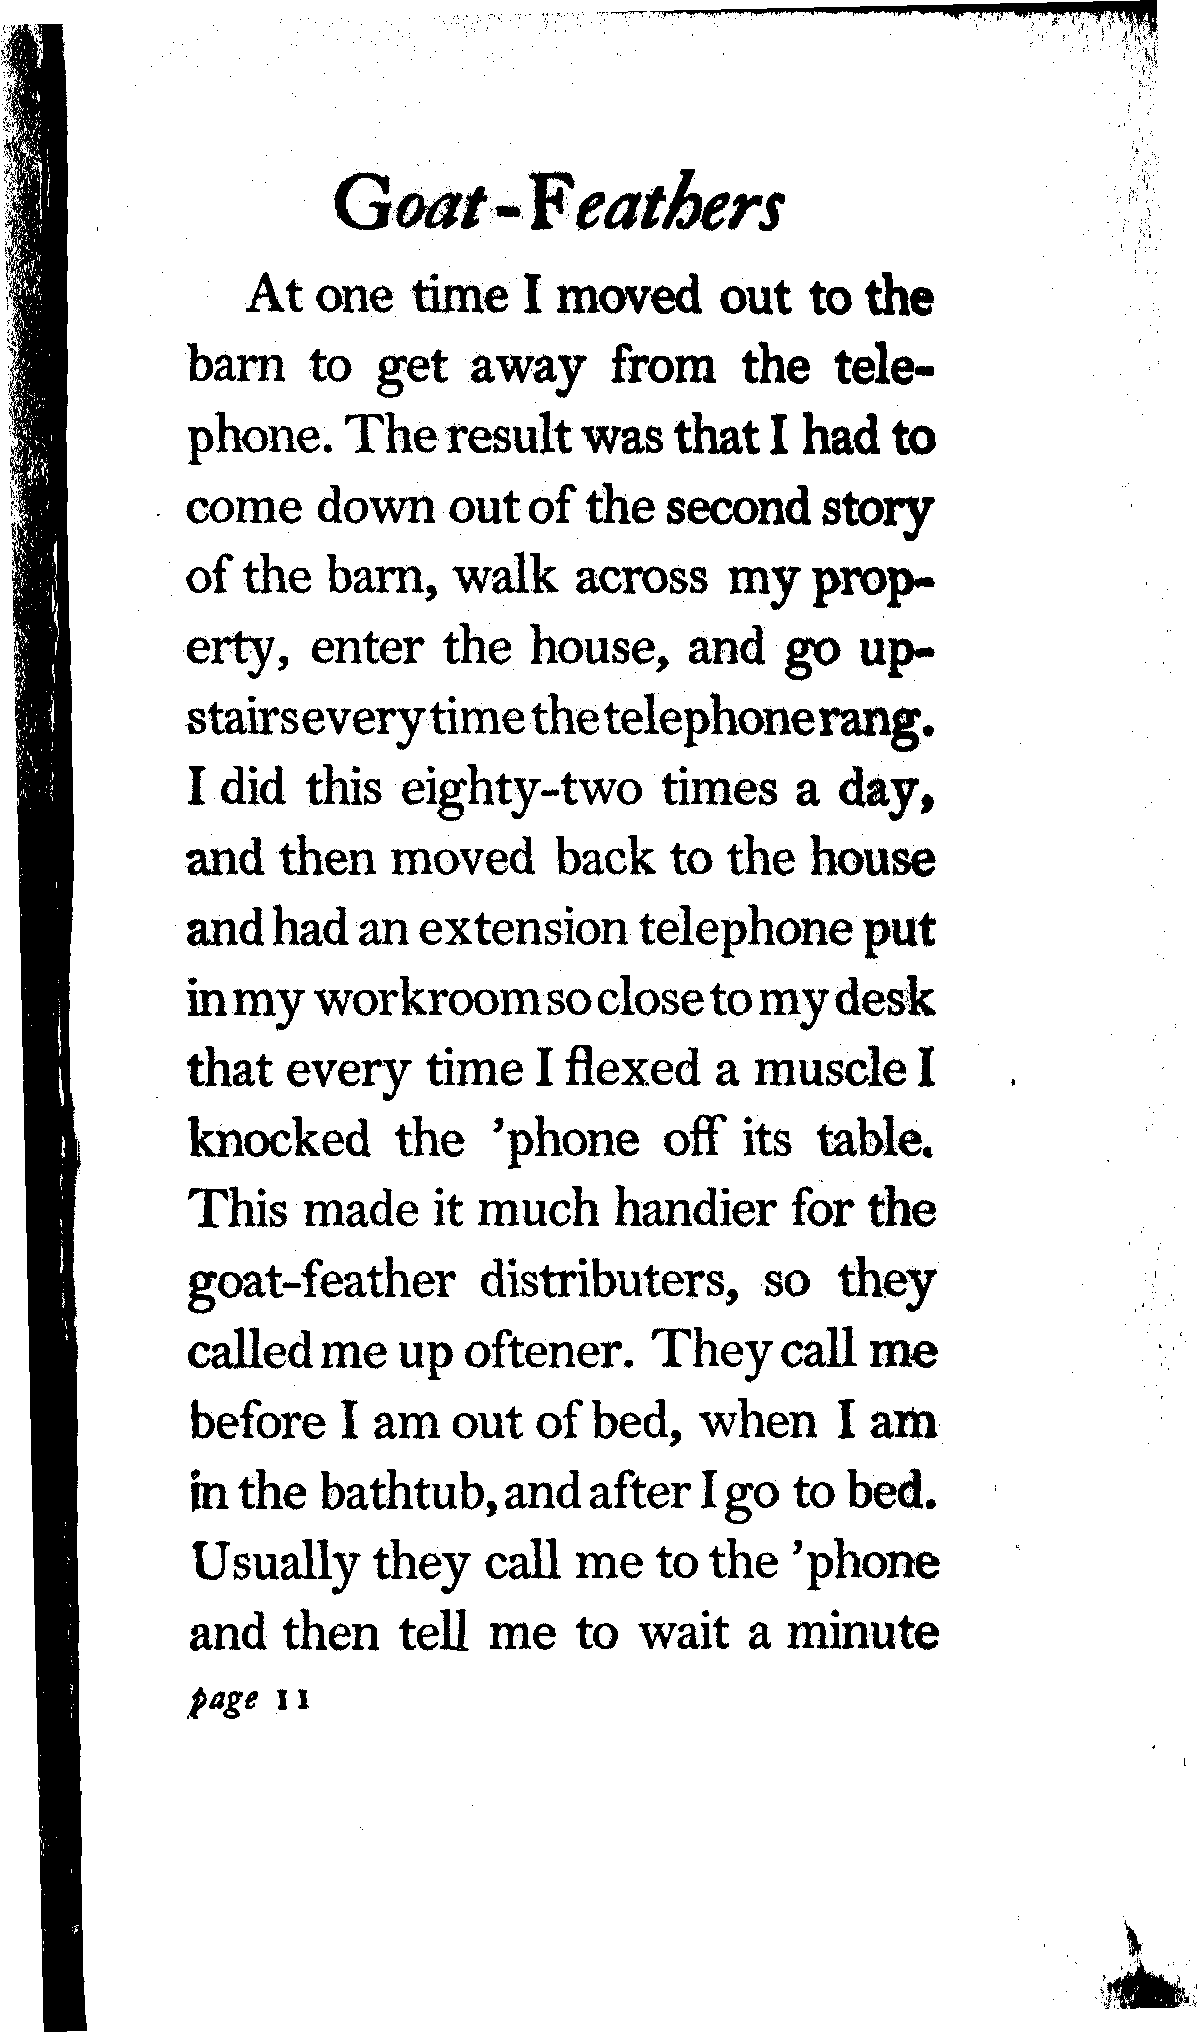 Goat-Feathers
At one time I moved out to the
barn to get away from the tele-
phone. The result was that I had to
come down out of the second story
of the barn, walk across my prop-
erty, enter the house, and go up-
stairs every time the telephone rang.
I did this eighty-two times a day,
and then moved back to the house
and had an extension telephone put
in my workroom so close to my desk
that every time I flexed a muscle I
knocked the 'phone off its table.
This made it much handier for the
goat-feather distributers, so they
called me up oftener. They call me
before I am out of bed, when I am
in the bathtub, and after I go to bed.
Usually they call me to the 'phone
and then tell me to wait a minute
page 11